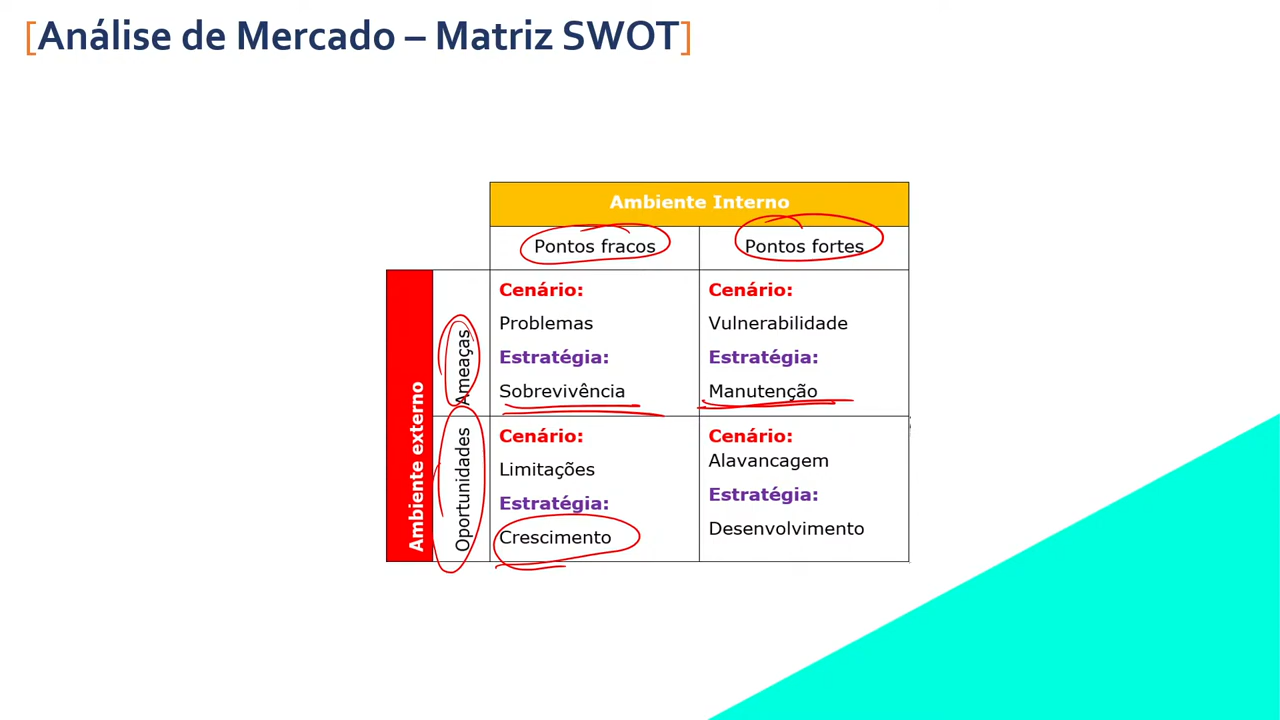 [Análise de Mercado – Matriz SWOT]
Ambiente Interno
Pontos fracos
Pontos fortes
Ambiente externo
Ameaças
Cenário:
Problemas
Estratégia:
Sobrevivência
Cenário:
Vulnerabilidade
Estratégia:
Manutenção
Oportunidades
Cenário:
Limitações
Estratégia:
Crescimento
Cenário:
Alavancagem
Estratégia:
Desenvolvimento